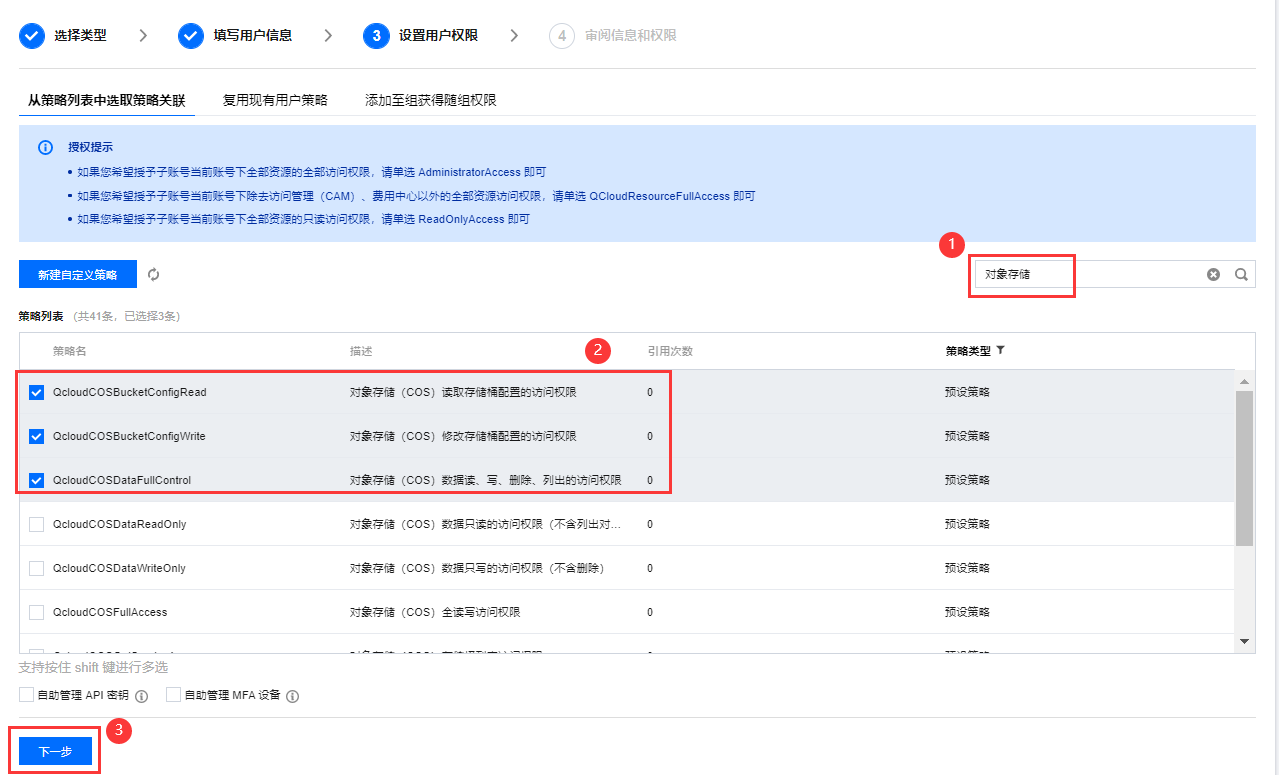 选择类型 填写用户信息 3 设置用户权限 4 审阅信息和权限
从策略列表中选取策略关联 复用现有用户策略 添加至组获得随组权限
授权提示
• 如果您希望授予子账号当前账号下全部资源的全部访问权限，请单选 AdministratorAccess 即可
• 如果您希望授予子账号当前账号下除去访问管理（CAM）、费用中心以外的全部资源访问权限，请单选 QCloudResourceFullAccess 即可
• 如果您希望授予子账号当前账号下全部资源的只读访问权限，请单选 ReadOnlyAccess 即可
1
新建自定义策略 对象存储
策略列表 （共41条，已选择3条）
策略名 描述 2 引用次数 策略类型
QcloudCOSBucketConfigRead 对象存储（COS）读取存储桶配置的访问权限 0 预设策略
QcloudCOSBucketConfigWrite 对象存储（COS）修改存储桶配置的访问权限 0 预设策略
QcloudCOSDataFullControl 对象存储（COS）数据读、写、删除、列出的访问权限 0 预设策略
QcloudCOSDataReadOnly 对象存储（COS）数据只读的访问权限（不含列出对... 0 预设策略
QcloudCOSDataWriteOnly 对象存储（COS）数据只写的访问权限（不含删除） 0 预设策略
QcloudCOSFullAccess 对象存储（COS）全读写访问权限 0 预设策略
支持按住 shift 键进行多选
自助管理 API 密钥 自助管理 MFA 设备
3
下一步